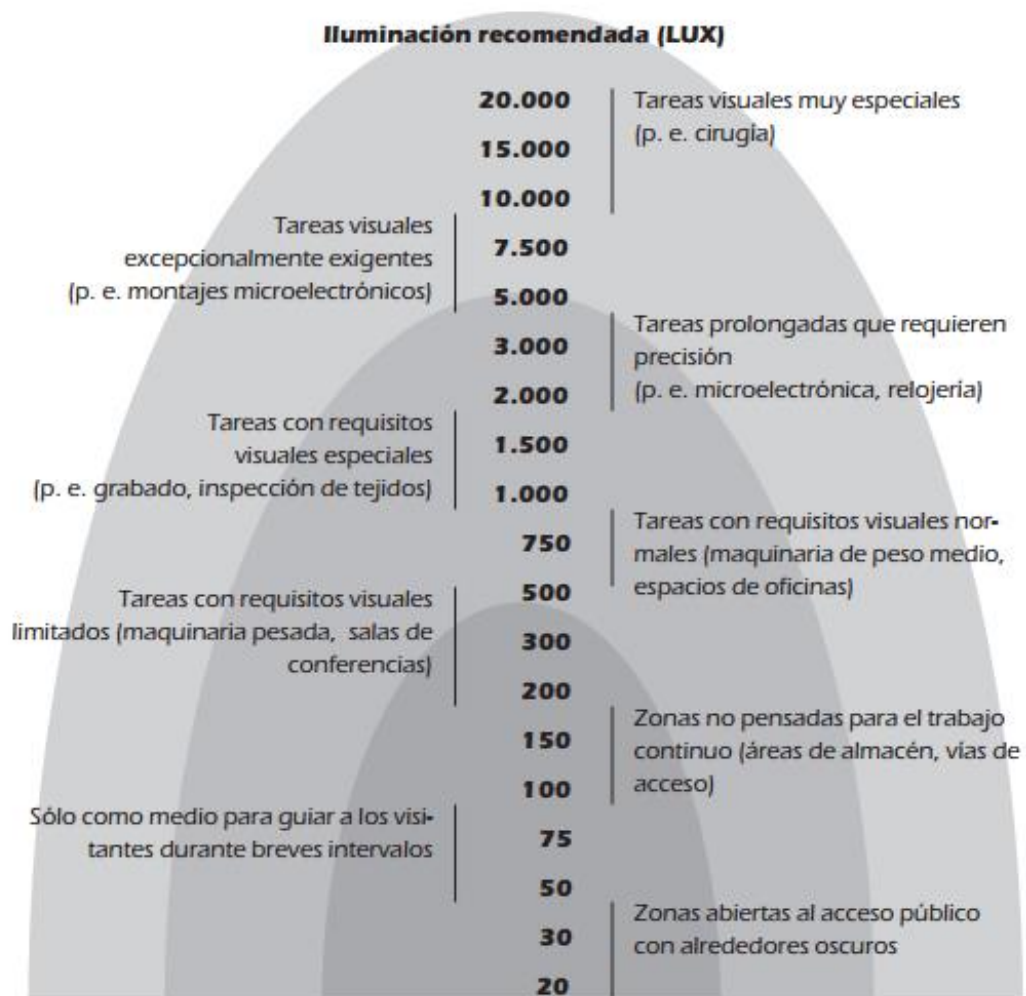 Iluminación recomendada (LUX)
20.000
15.000
10.000
Tareas visuales muy especiales
(p. e. cirugía)
Tareas visuales
excepcionalmente exigentes
(p. e. montajes microelectrónicos)
7.500
5.000
Tareas prolongadas que requieren
precisión
(p. e. microelectrónica, relojería)
3.000
2.000
Tareas con requisitos
visuales especiales
(p. e. grabado, inspección de tejidos)
1.500
1.000
Tareas con requisitos visuales nor-
males (maquinaria de peso medio,
espacios de oficinas)
750
500
Tareas con requisitos visuales
limitados (maquinaria pesada, salas de
conferencias)
300
200
Zonas no pensadas para el trabajo
continuo (áreas de almacén, vías de
acceso)
150
100
Sólo como medio para guiar a los visi-
tantes durante breves intervalos
75
50
Zonas abiertas al acceso público
con alrededores oscuros
30
20